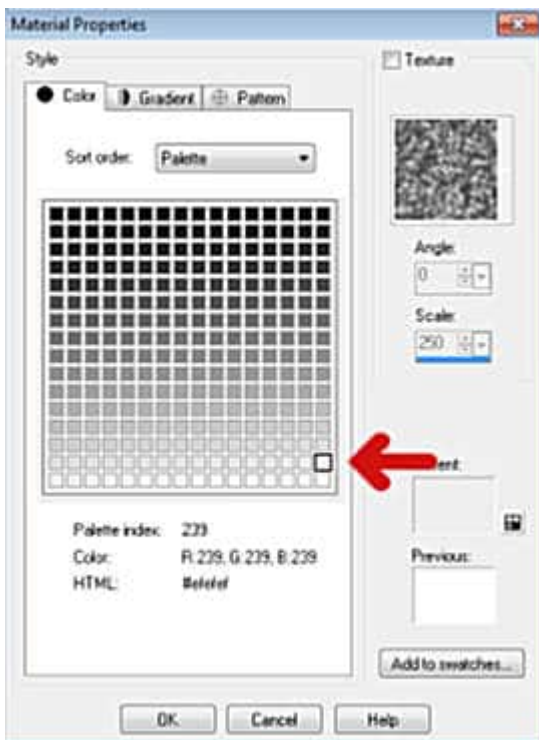 Material Properties
Style
Texture
Color
Gradient
Pattern
Sort order:
Palette
Angle:
0
Scale:
250
Palette index: 239
Color: R:239, G:239, B:239
HTML: #efefef
Previous:
Add to swatches...
OK
Cancel
Help